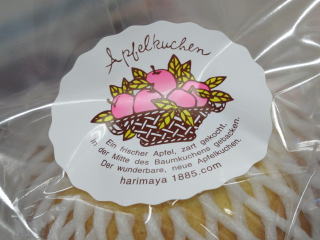 Apfelkuchen
Ein frischer Apfel, zart gekocht,
in der Mitte des Baumkuchens gebacken.
Der wunderbare, neue Apfelkuchen.
harimaya 1885.com